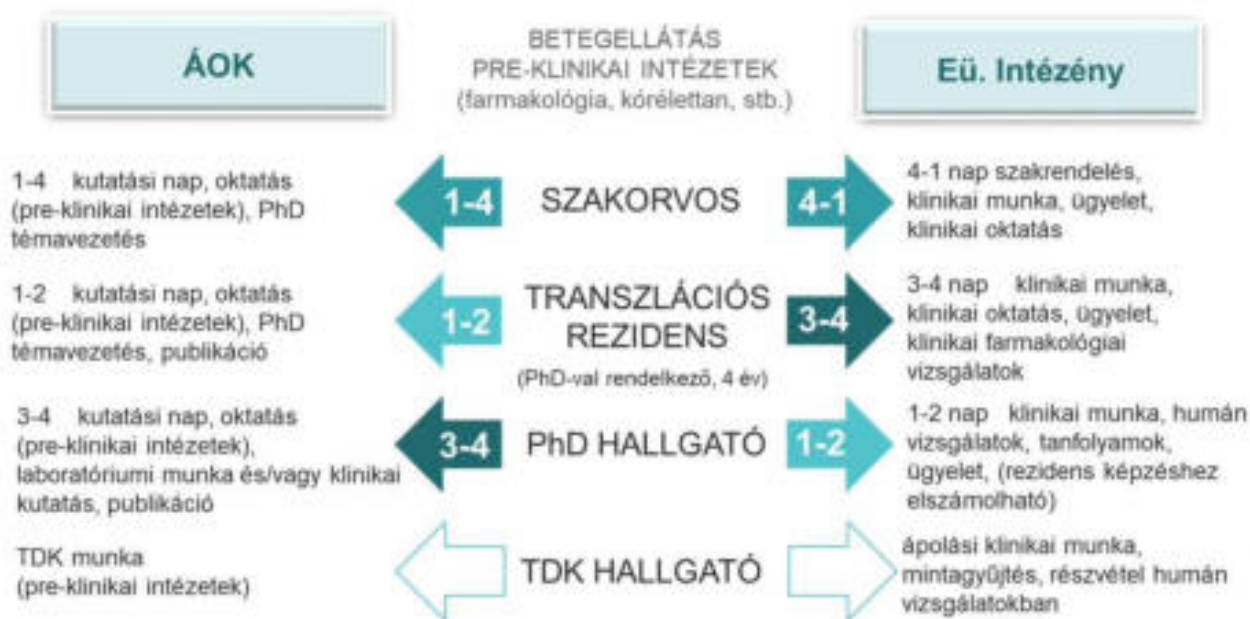 ÁOK
BETEGELLÁTÁS
PRE-KLINIKAI INTÉZETEK
(farmakológia, kórélettan, stb.)
Eü. Intézény
1-4 kutatási nap, oktatás
(pre-klinikai intézetek), PhD
témavezetés
1-4
SZAKORVOS
4-1
4-1 nap szakrendelés,
klinikai munka, ügyelet,
klinikai oktatás
1-2 kutatási nap, oktatás
(pre-klinikai intézetek), PhD
témavezetés, publikáció
1-2
TRANSZLÁCIÓS
REZIDENS
(PhD-val rendelkező, 4 év)
3-4
3-4 nap klinikai munka,
klinikai oktatás, ügyelet,
klinikai farmakológiai
vizsgálatok
3-4 kutatási nap, oktatás
(pre-klinikai intézetek),
laboratóriumi munka és/vagy klinikai
kutatás, publikáció
3-4
PhD HALLGATÓ
1-2
1-2 nap klinikai munka, humán
vizsgálatok, tanfolyamok,
ügyelet, (rezidens képzéshez
elszámolható)
TDK munka
(pre-klinikai intézetek)
TDK HALLGATÓ
ápolási klinikai munka,
mintagyűjtés, részvétel humán
vizsgálatokban